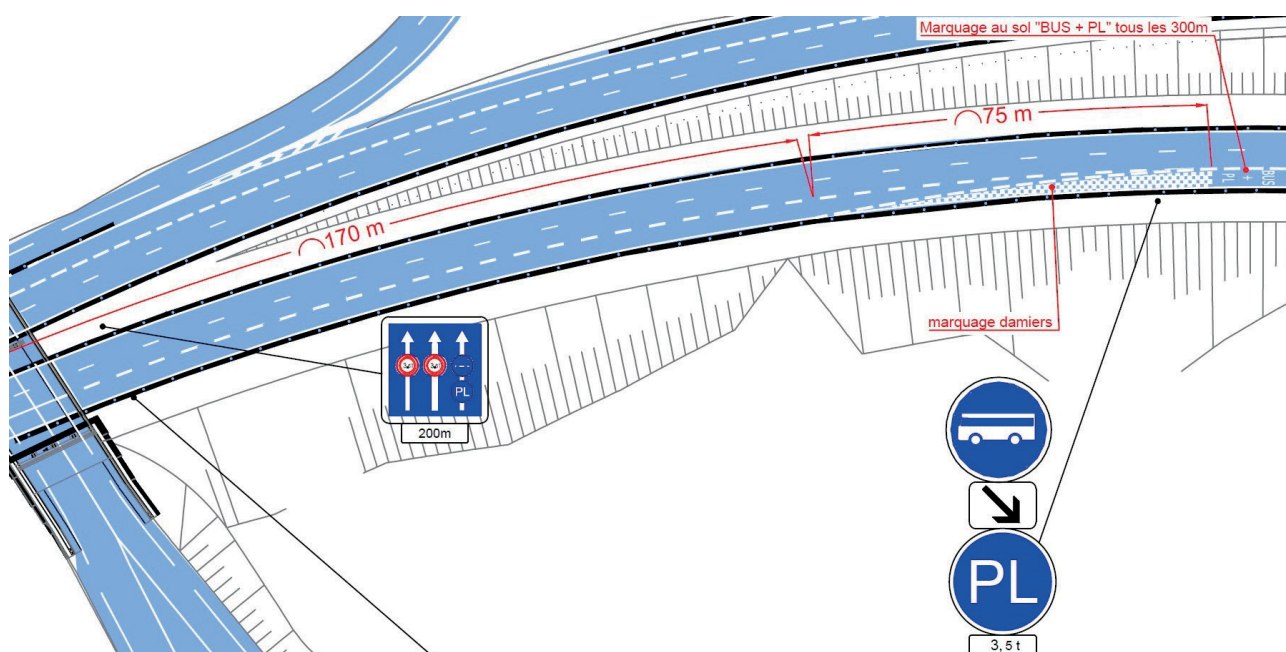 Marquage au sol "BUS + PL" tous les 300m
75 m
170 m
BUS
+
PL
marquage damiers
PL
200m
PL
3,5 t